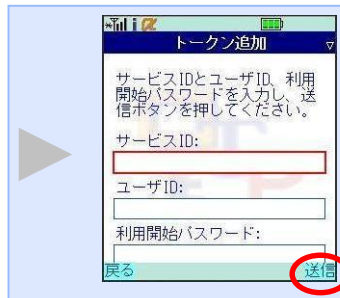 トークン追加
サービスIDとユーザID、利用
開始パスワードを入力し、送
信ボタンを押してください。
サービスID:
ユーザID:
利用開始パスワード:
戻る
送信